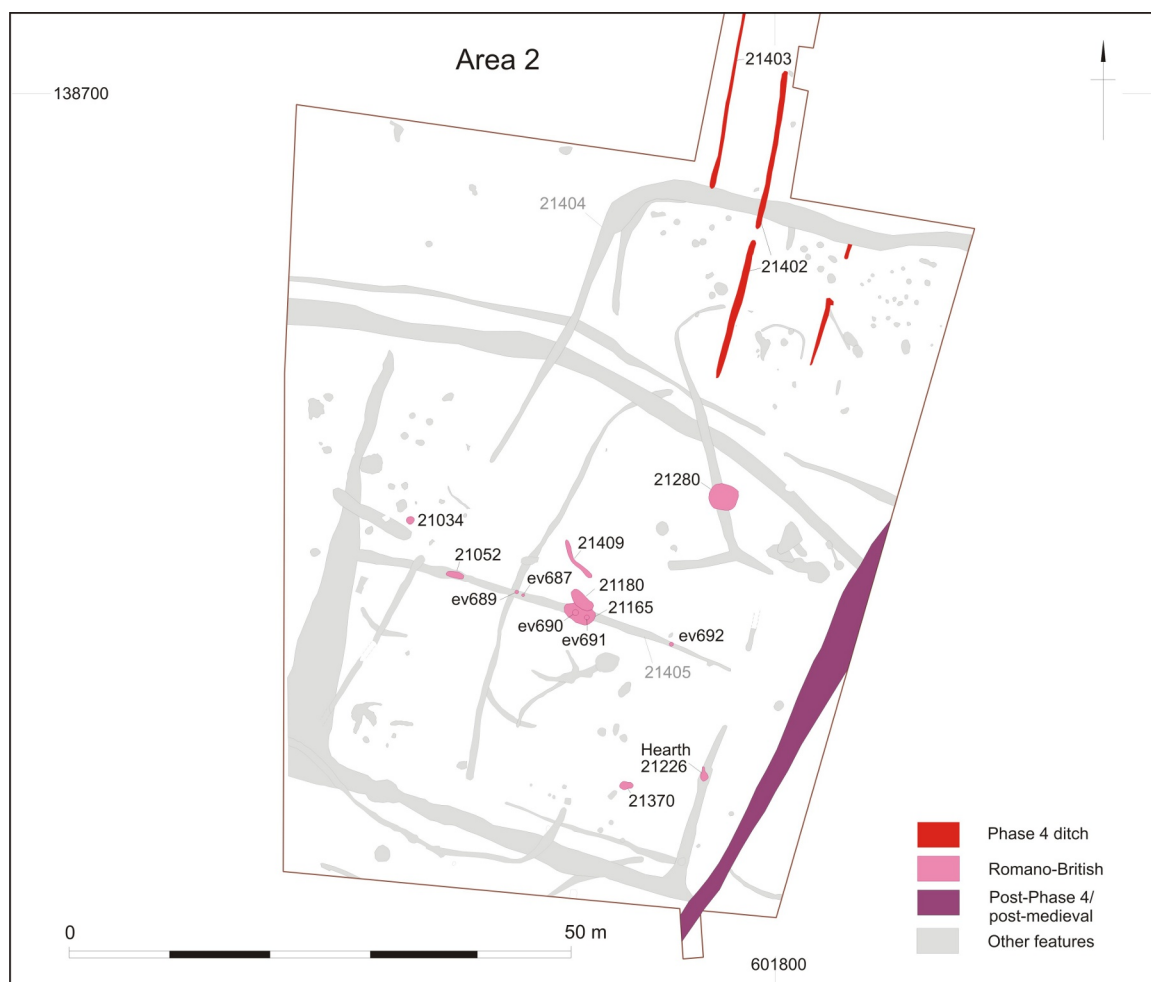 Area 2
21403
138700
21404
21402
21280
21034
21409
21052
ev687
21180
ev689
21165
ev690
ev691
ev692
21405
Hearth
21226
21370
Phase 4 ditch
Romano-British
Post-Phase 4/
post-medieval
Other features
0
50 m
601800